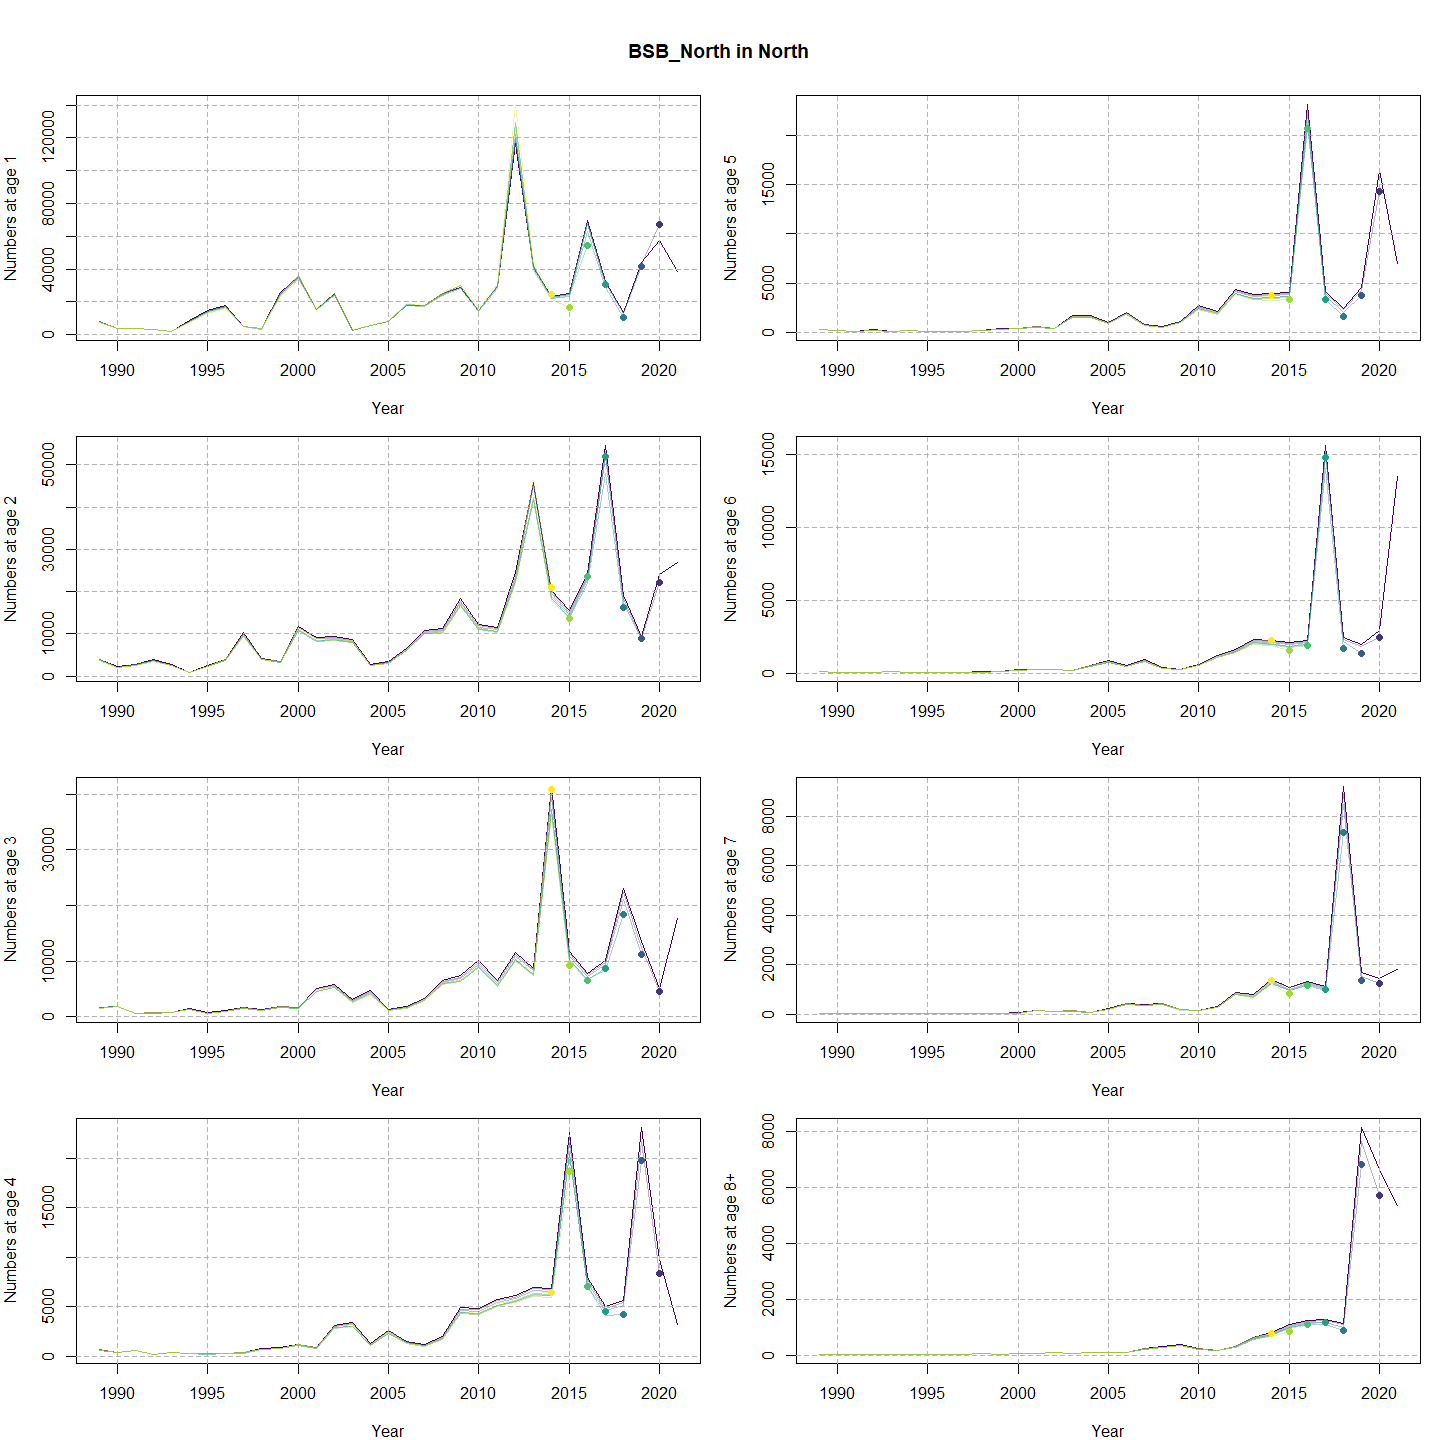 BSB_North in North
Numbers at age 1
0 40000 80000 120000
1990 1995 2000 2005 2010 2015 2020
Year
Numbers at age 5
0 5000 15000
1990 1995 2000 2005 2010 2015 2020
Year
Numbers at age 2
0 10000 30000 50000
1990 1995 2000 2005 2010 2015 2020
Year
Numbers at age 6
0 5000 10000 15000
1990 1995 2000 2005 2010 2015 2020
Year
Numbers at age 3
0 10000 30000
1990 1995 2000 2005 2010 2015 2020
Year
Numbers at age 7
0 2000 4000 6000 8000
1990 1995 2000 2005 2010 2015 2020
Year
Numbers at age 4
0 5000 15000
1990 1995 2000 2005 2010 2015 2020
Year
Numbers at age 8+
0 2000 4000 6000 8000
1990 1995 2000 2005 2010 2015 2020
Year